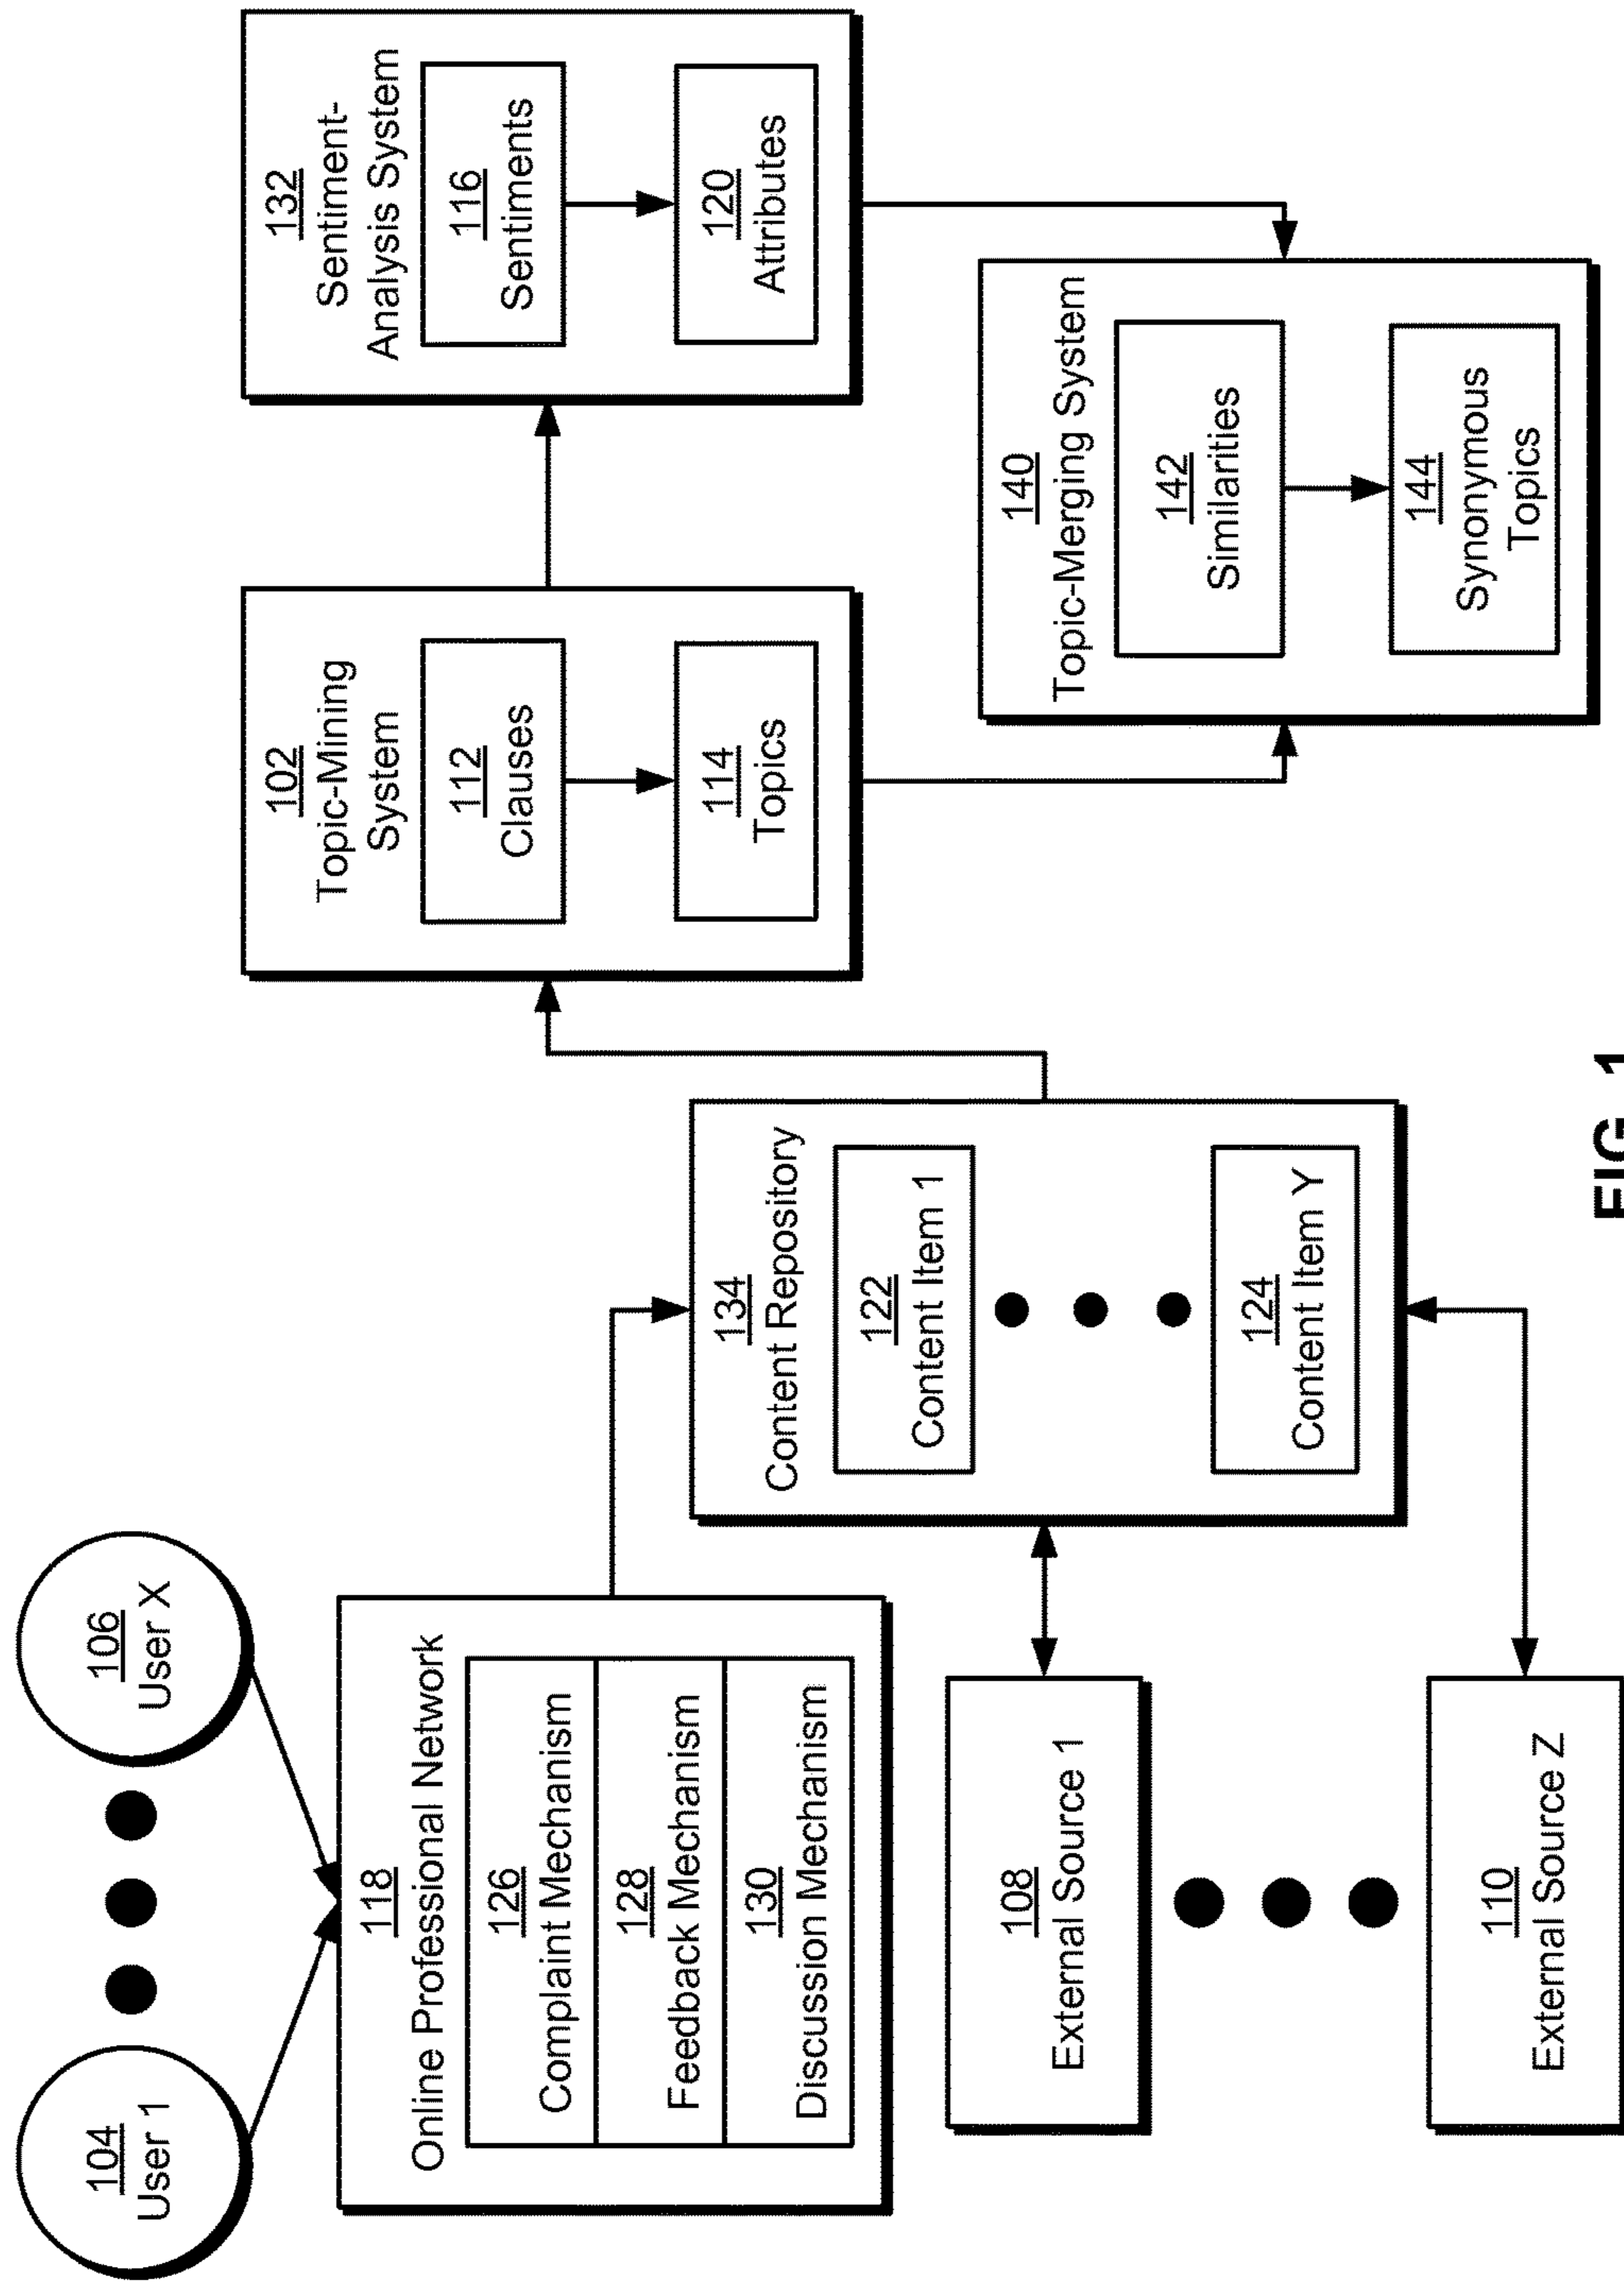 104
User 1
106
User X
118
Online Professional Network
126
Complaint Mechanism
128
Feedback Mechanism
130
Discussion Mechanism
108
External Source 1
110
External Source Z
134
Content Repository
122
Content Item 1
124
Content Item Y
102
Topic-Mining
System
112
Clauses
114
Topics
132
Sentiment-
Analysis System
116
Sentiments
120
Attributes
140
Topic-Merging System
142
Similarities
144
Synonymous
Topics
FIG. 1